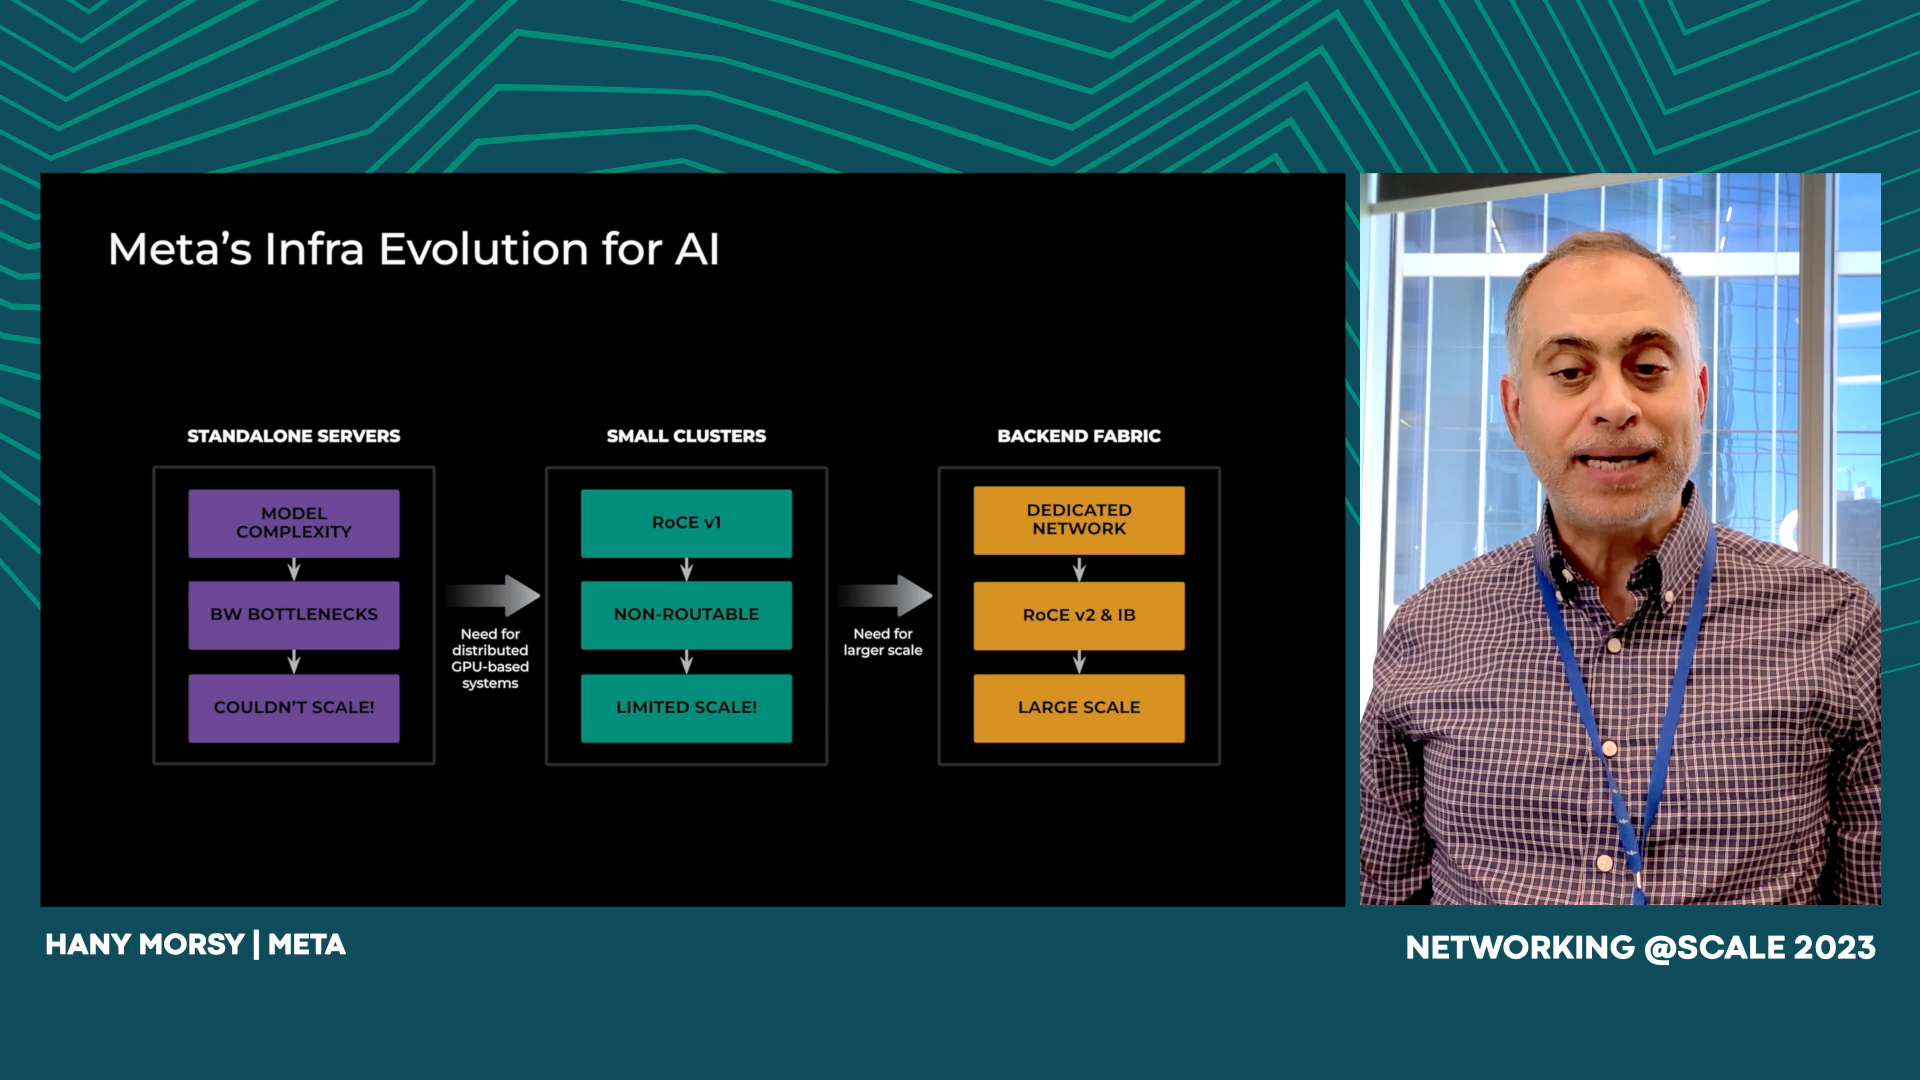 Meta's Infra Evolution for AI
STANDALONE SERVERS
MODEL
COMPLEXITY
BW BOTTLENECKS
COULDN'T SCALE!
Need for
distributed
GPU-based
systems
SMALL CLUSTERS
RoCE v1
NON-ROUTABLE
LIMITED SCALE!
Need for
larger scale
BACKEND FABRIC
DEDICATED
NETWORK
RoCE v2 & IB
LARGE SCALE
HANY MORSY | META
NETWORKING @SCALE 2023